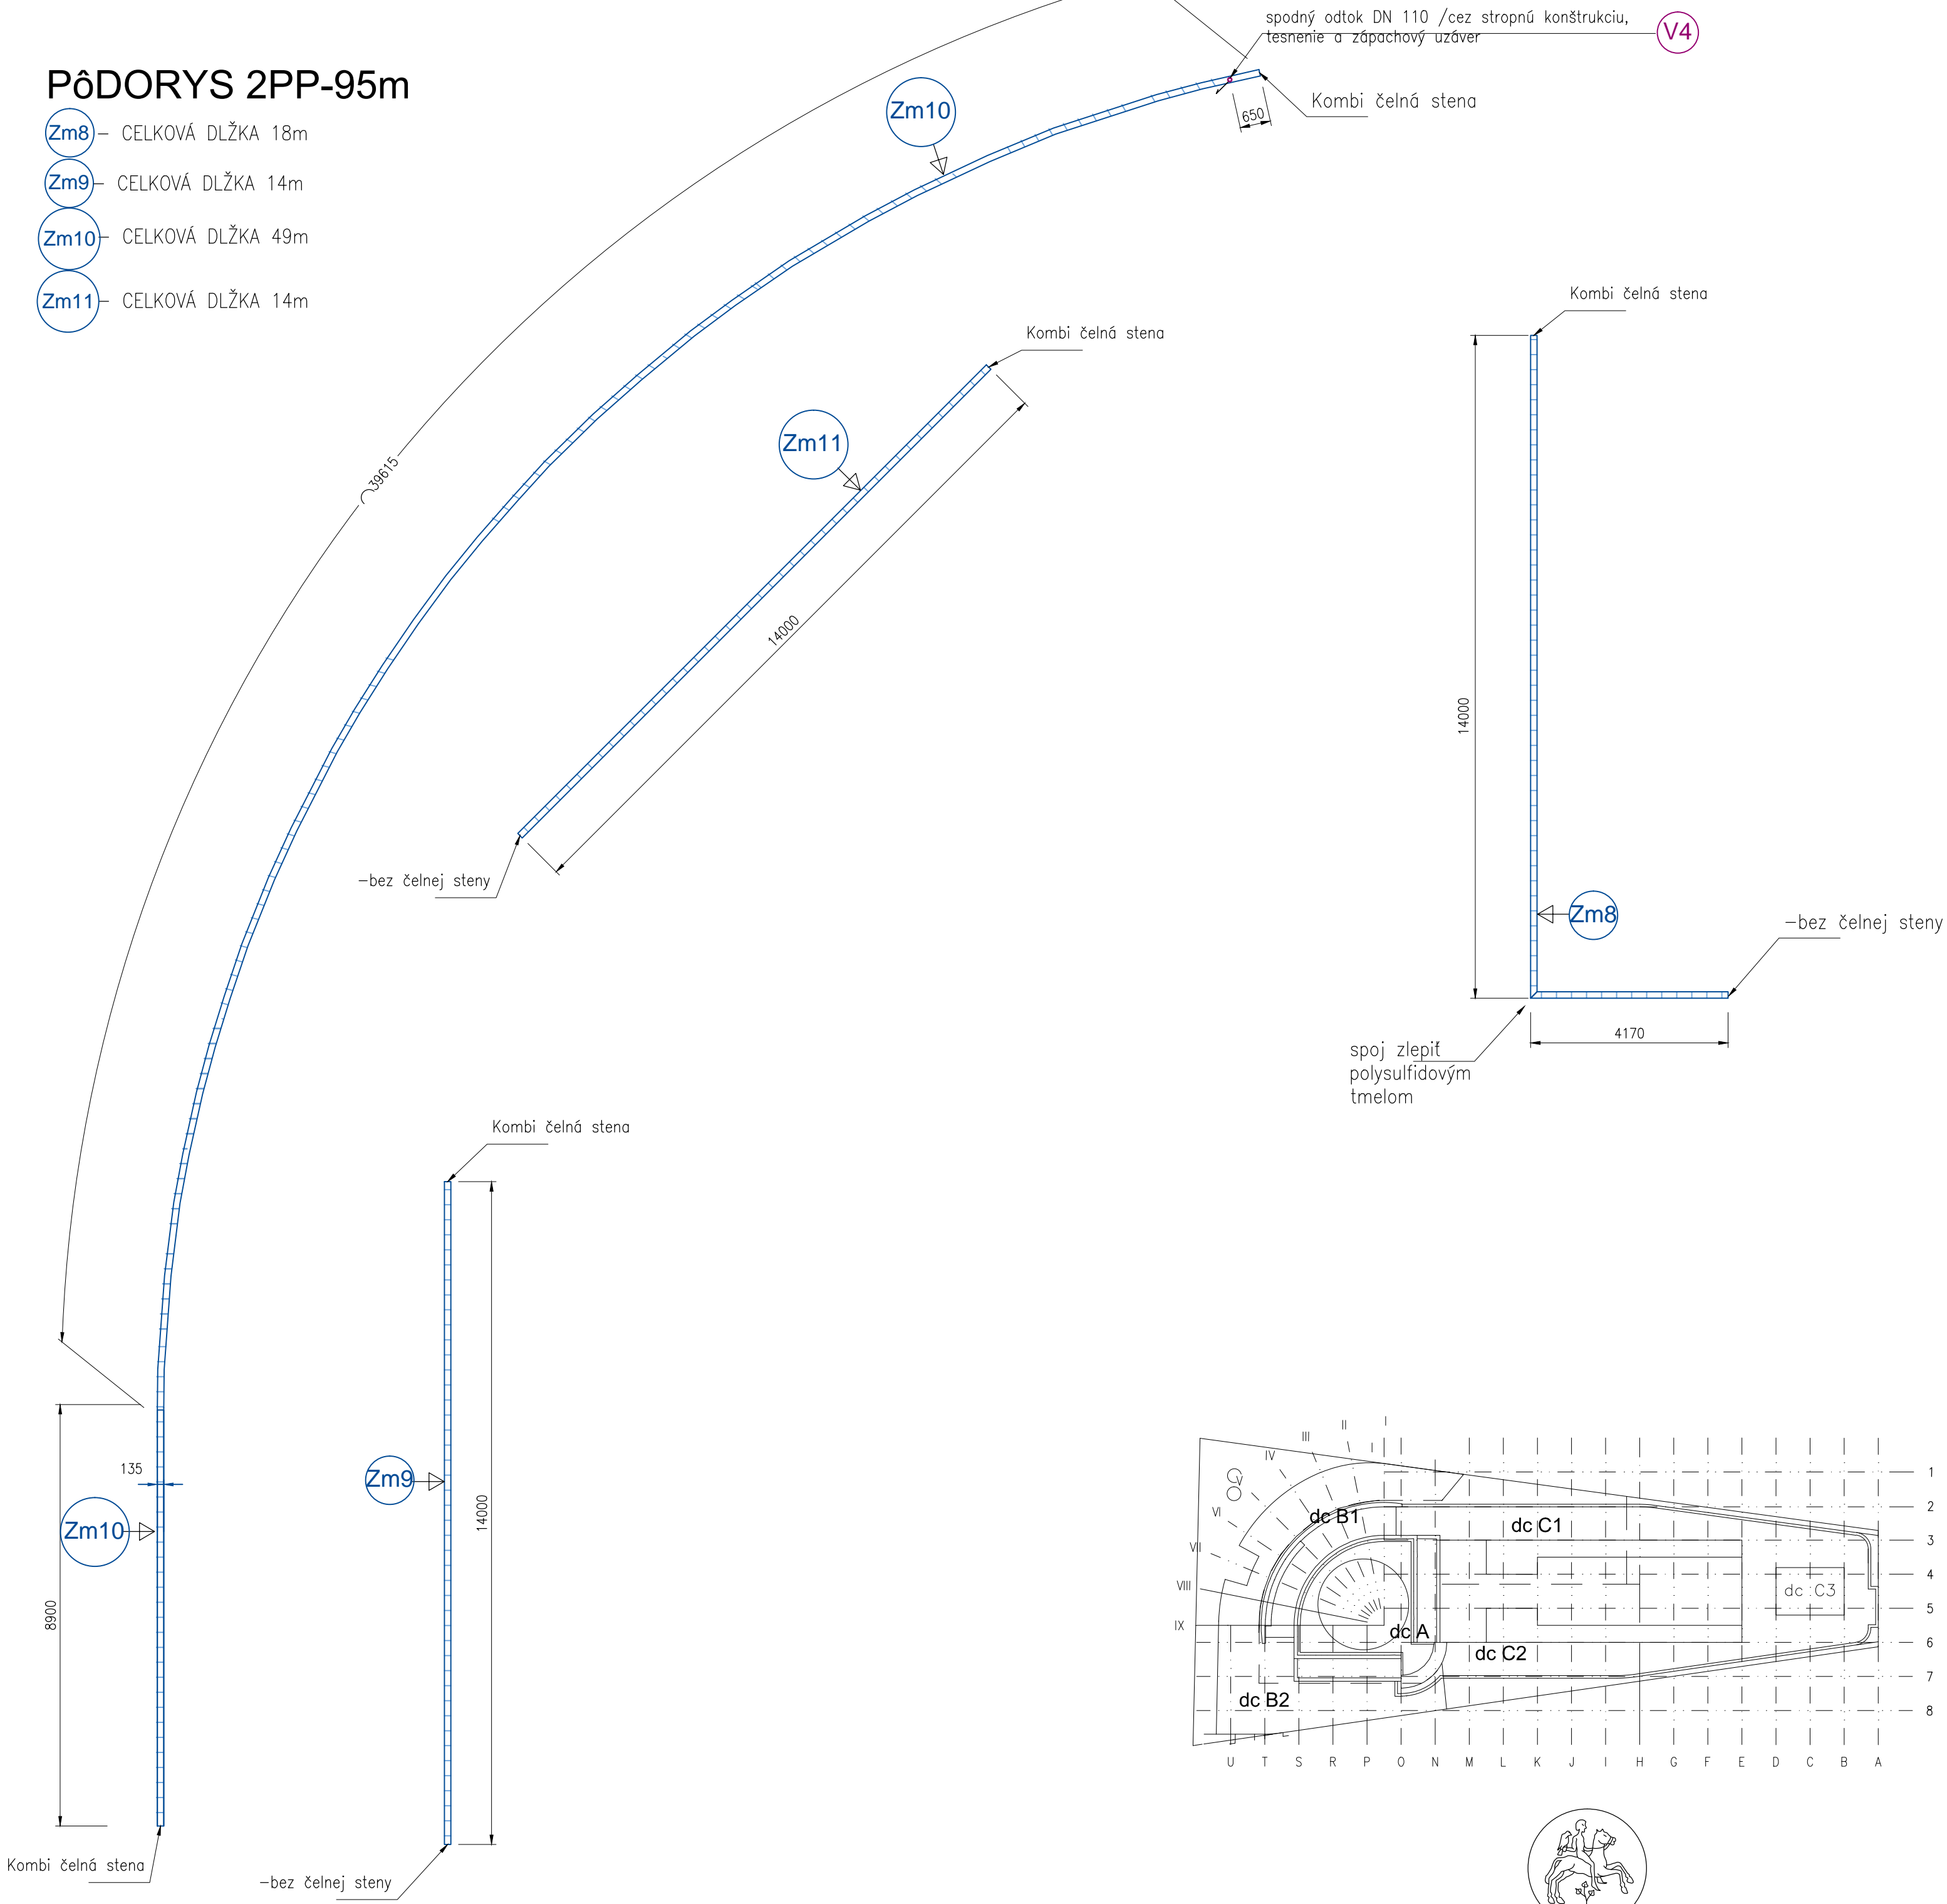 PôDORYS 2PP-95m
Zm8 – CELKOVÁ DLŽKA 18m
Zm9 – CELKOVÁ DLŽKA 14m
Zm10 – CELKOVÁ DLŽKA 49m
Zm11 – CELKOVÁ DLŽKA 14m
spodný odtok DN 110 /cez stropnú konštrukciu,
tesnenie a zápachový uzáver
V4
Zm10
Kombi čelná stena
650
39615
Kombi čelná stena
Zm11
14000
-bez čelnej steny
Kombi čelná stena
14000
Zm8
-bez čelnej steny
4170
spoj zlepiť
polysulfidovým
tmelom
Kombi čelná stena
Zm9
14000
-bez čelnej steny
135
Zm10
8900
Kombi čelná stena
I
II
III
IV
V
VI
VII
VIII
IX
I
dc B1
dc C1
dc C3
dc A
dc C2
dc B2
1
2
3
4
5
6
7
8
U T S R P O N M L K J I H G F E D C B A